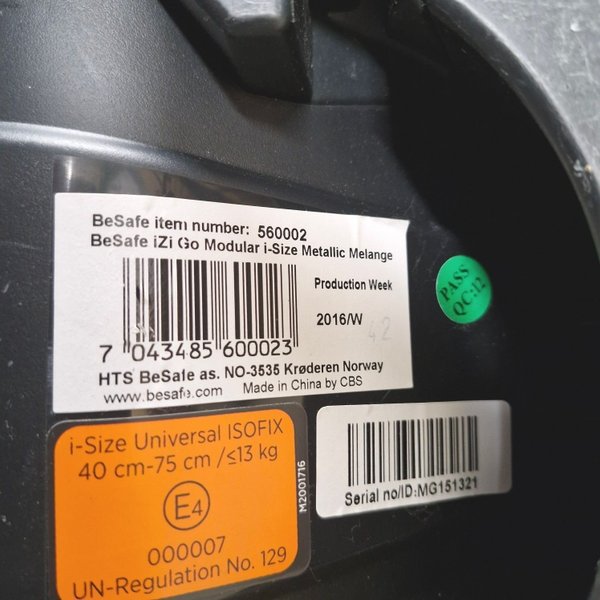 BeSafe item number: 560002
BeSafe iZi Go Modular i-Size Metallic Melange
Production Week
2016/W 42
7 043485 600023
HTS BeSafe as. NO-3535 Krøderen Norway
www.besafe.com Made in China by CBS
PASS
QC:12
i-Size Universal ISOFIX
40 cm-75 cm /≤13 kg
E4
000007
UN-Regulation No. 129
M2001716
Serial no/ID:MG151321